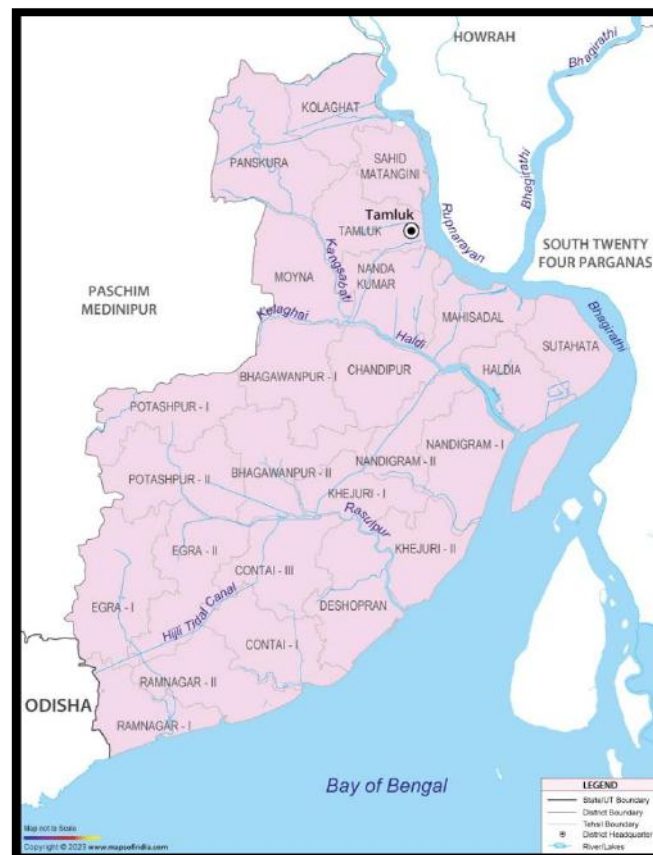 HOWRAH
Bhagirathi
KOLAGHAT
PANSKURA
SAHID
MATANGINI
Bhagirathi
Tamluk
TAMLUK
Rupnarayan
SOUTH TWENTY
FOUR PARGANAS
Kangsabati
MOYNA
NANDA
KUMAR
PASCHIM
MEDINIPUR
Kelaghai
Haldi
MAHISADAL
Bhagirathi
SUTAHATA
BHAGAWANPUR - I
CHANDIPUR
HALDIA
POTASHPUR - I
NANDIGRAM - I
POTASHPUR - II
BHAGAWANPUR - II
NANDIGRAM - II
KHEJURI - I
Rasulpur
EGRA - II
KHEJURI - II
CONTAI - III
EGRA - I
Hijli Tidal Canal
DESHOPRAN
CONTAI - I
RAMNAGAR - II
ODISHA
RAMNAGAR - I
Bay of Bengal
LEGEND
State/UT Boundary
District Boundary
Tehsil Boundary
District Headquarter
River/Lakes
Map not to Scale
Copyright © 2023 www.mapsofindia.com